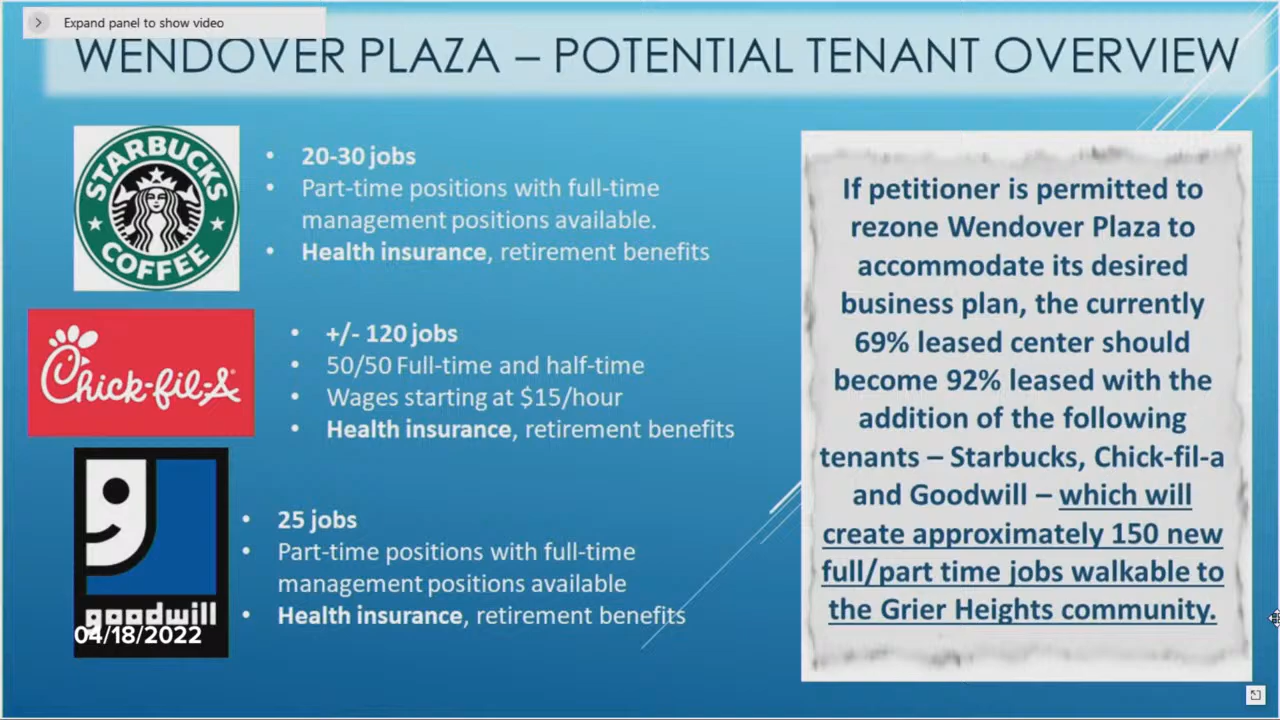 Expand panel to show video
WENDOVER PLAZA – POTENTIAL TENANT OVERVIEW
STARBUCKS
COFFEE
• 20-30 jobs
• Part-time positions with full-time
management positions available.
• Health insurance, retirement benefits
Chick-fil-A
• +/- 120 jobs
• 50/50 Full-time and half-time
• Wages starting at $15/hour
• Health insurance, retirement benefits
goodwill
04/18/2022
• 25 jobs
• Part-time positions with full-time
management positions available
• Health insurance, retirement benefits
If petitioner is permitted to
rezone Wendover Plaza to
accommodate its desired
business plan, the currently
69% leased center should
become 92% leased with the
addition of the following
tenants – Starbucks, Chick-fil-a
and Goodwill – which will
create approximately 150 new
full/part time jobs walkable to
the Grier Heights community.